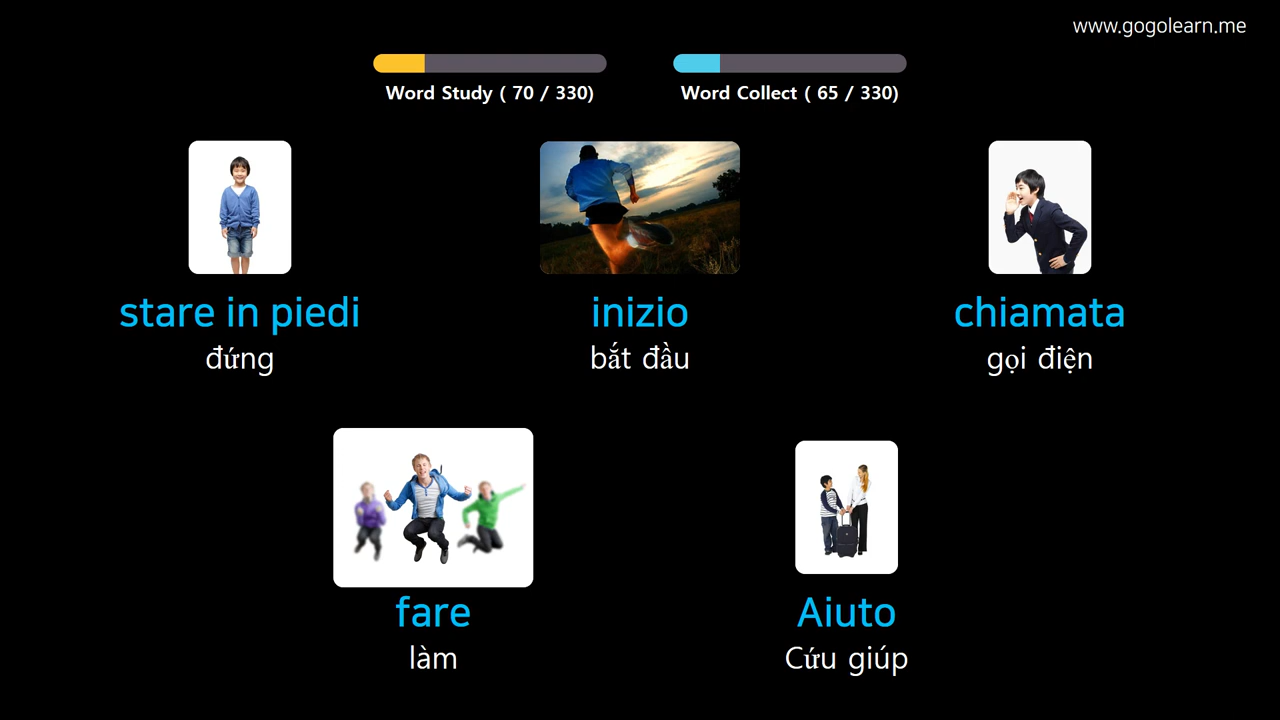 www.gogolearn.me
Word Study ( 70 / 330)
Word Collect ( 65 / 330)
stare in piedi
đứng
inizio
bắt đầu
chiamata
gọi điện
fare
làm
Aiuto
Cứu giúp